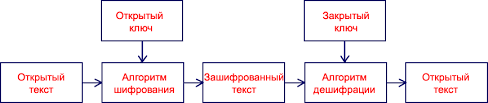 Открытый
ключ
Закрытый
ключ
Открытый
текст
Алгоритм
шифрования
Зашифрованный
текст
Алгоритм
дешифрации
Открытый
текст